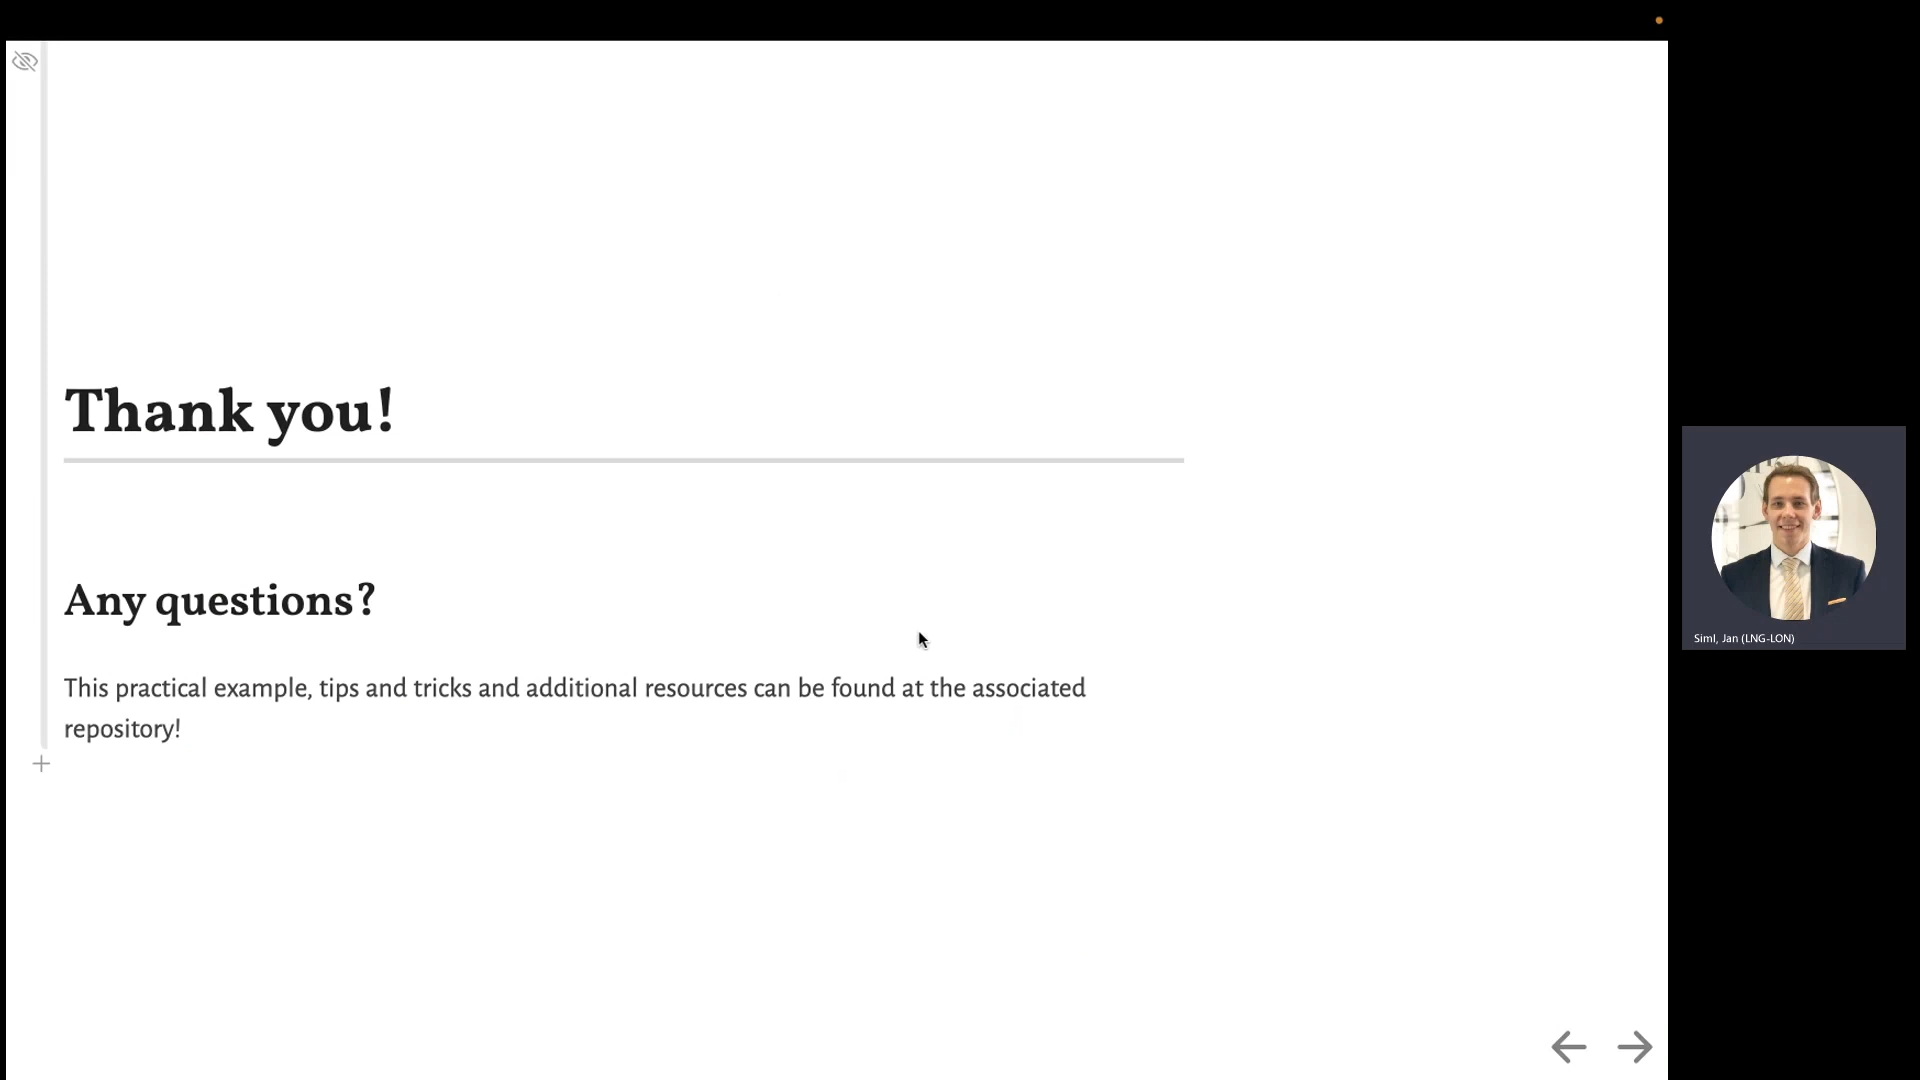 Thank you!
Any questions?
This practical example, tips and tricks and additional resources can be found at the associated
repository!
Siml, Jan (LNG-LON)